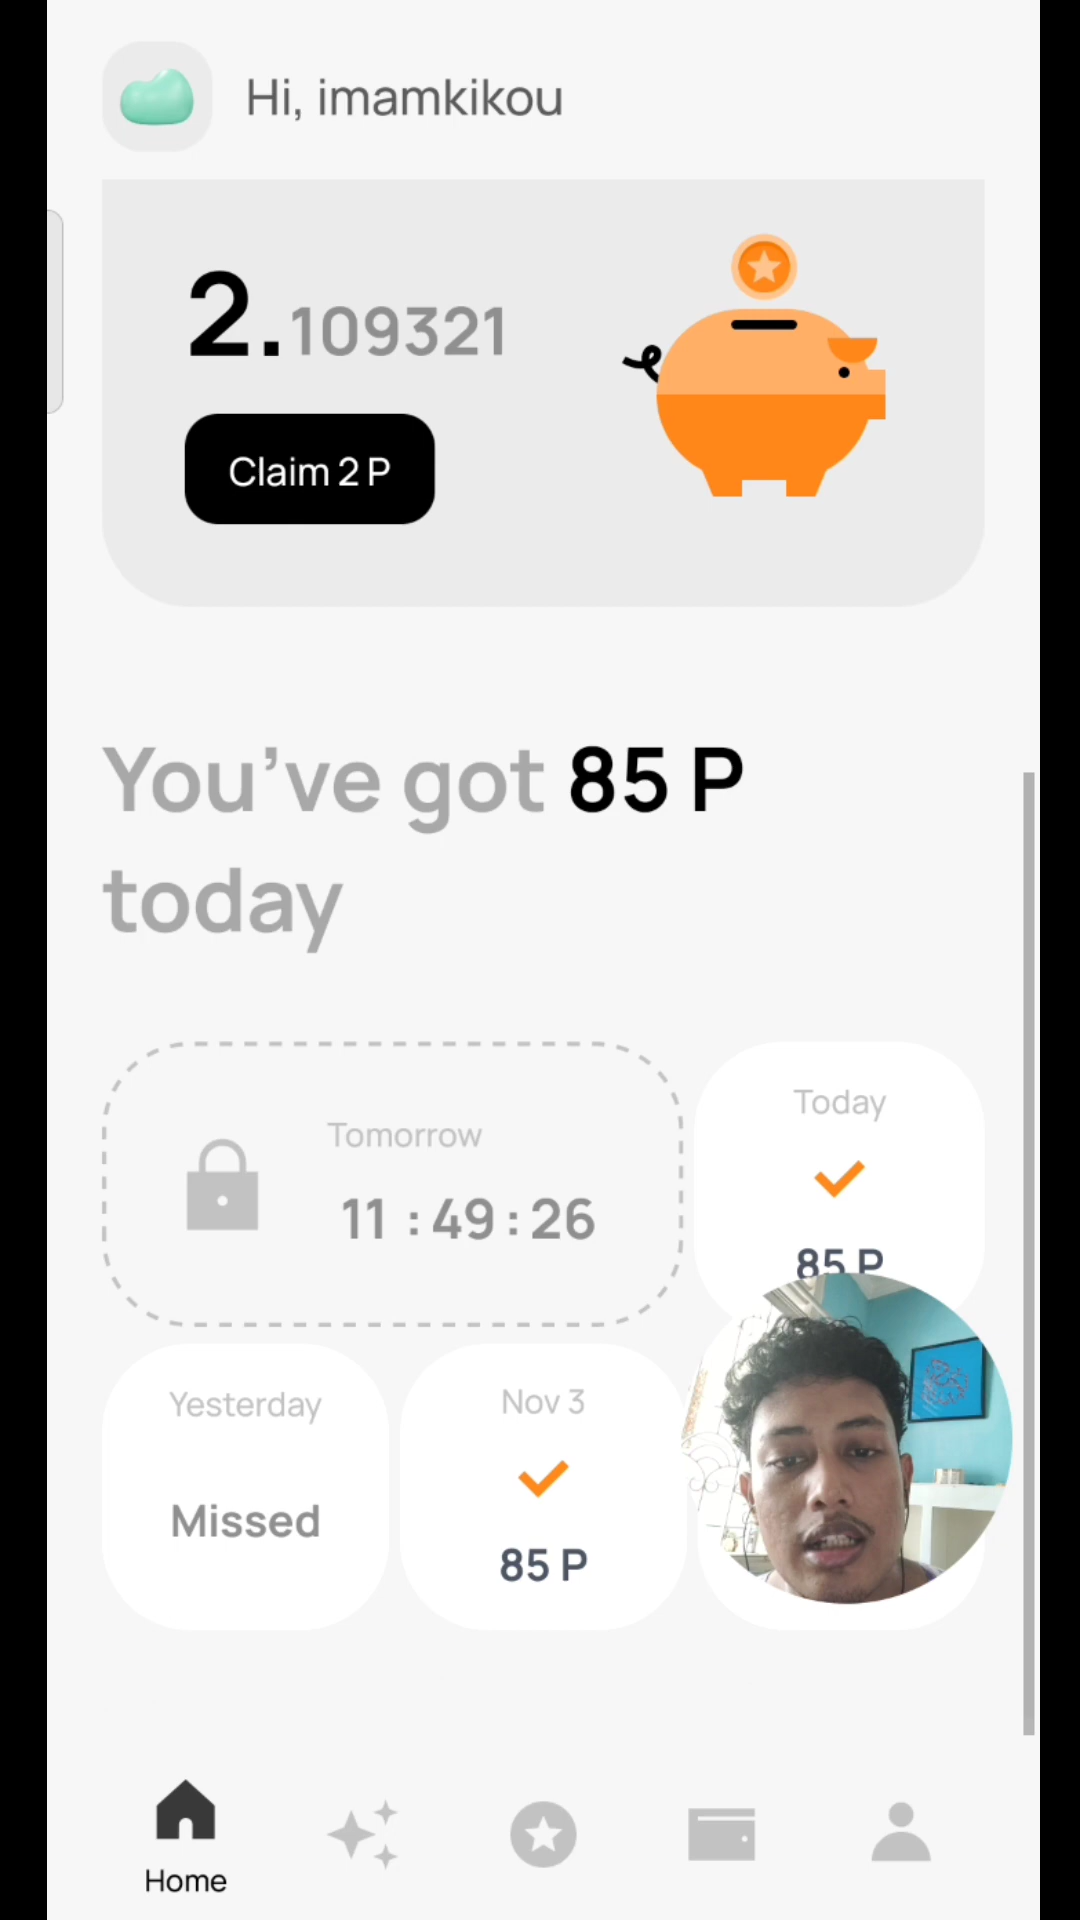 Hi, imamkikou
2.109321
Claim 2 P
You've got 85 P
today
Tomorrow
11 : 49 : 26
Today
85 P
Yesterday
Missed
Nov 3
85 P
Home